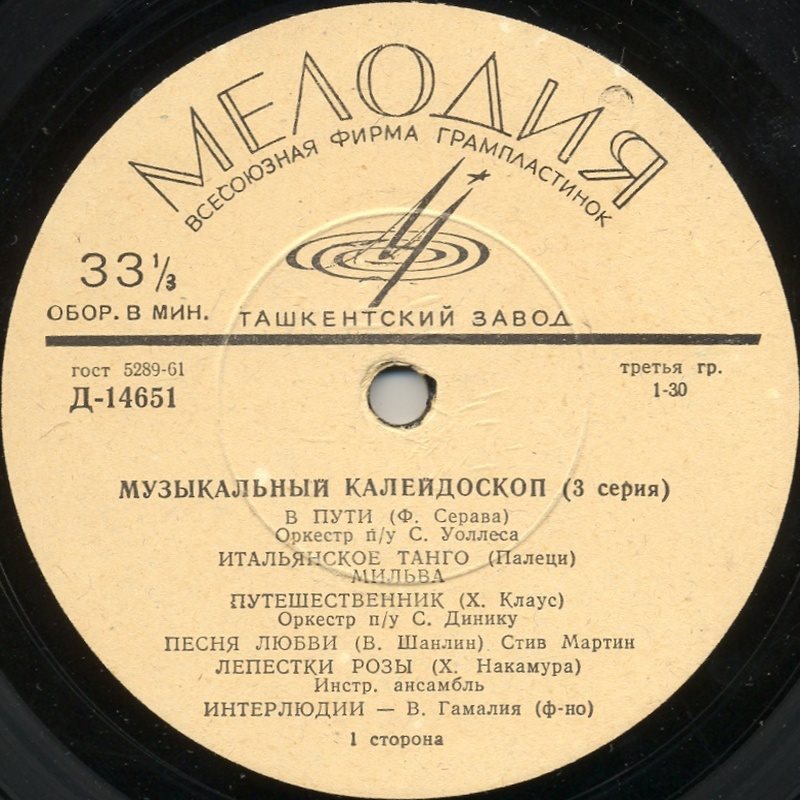 МЕЛОДИЯ
ВСЕСОЮЗНАЯ ФИРМА ГРАМПЛАСТИНОК
33⅓
ОБОР. В МИН.
ТАШКЕНТСКИЙ ЗАВОД
гост 5289-61
третья гр.
Д-14651
1-30
МУЗЫКАЛЬНЫЙ КАЛЕЙДОСКОП (3 серия)
В ПУТИ (Ф. Серава)
Оркестр п/у С. Уоллеса
ИТАЛЬЯНСКОЕ ТАНГО (Палеци)
МИЛЬВА
ПУТЕШЕСТВЕННИК (Х. Клаус)
Оркестр п/у С. Динику
ПЕСНЯ ЛЮБВИ (В. Шанлин) Стив Мартин
ЛЕПЕСТКИ РОЗЫ (Х. Накамура)
Инстр. ансамбль
ИНТЕРЛЮДИИ — В. Гамалия (ф-но)
1 сторона